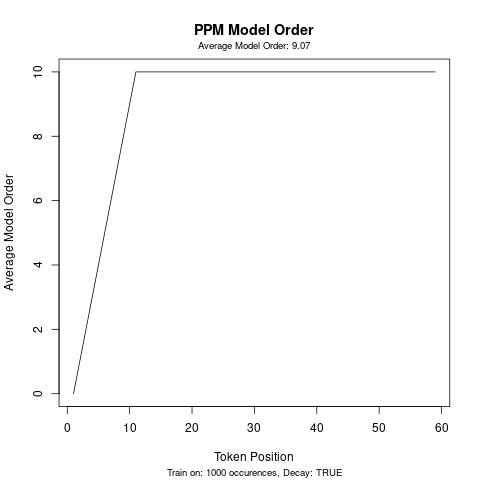 PPM Model Order
Average Model Order: 9.07
Average Model Order
10
8
6
4
2
0
0 10 20 30 40 50 60
Token Position
Train on: 1000 occurences, Decay: TRUE